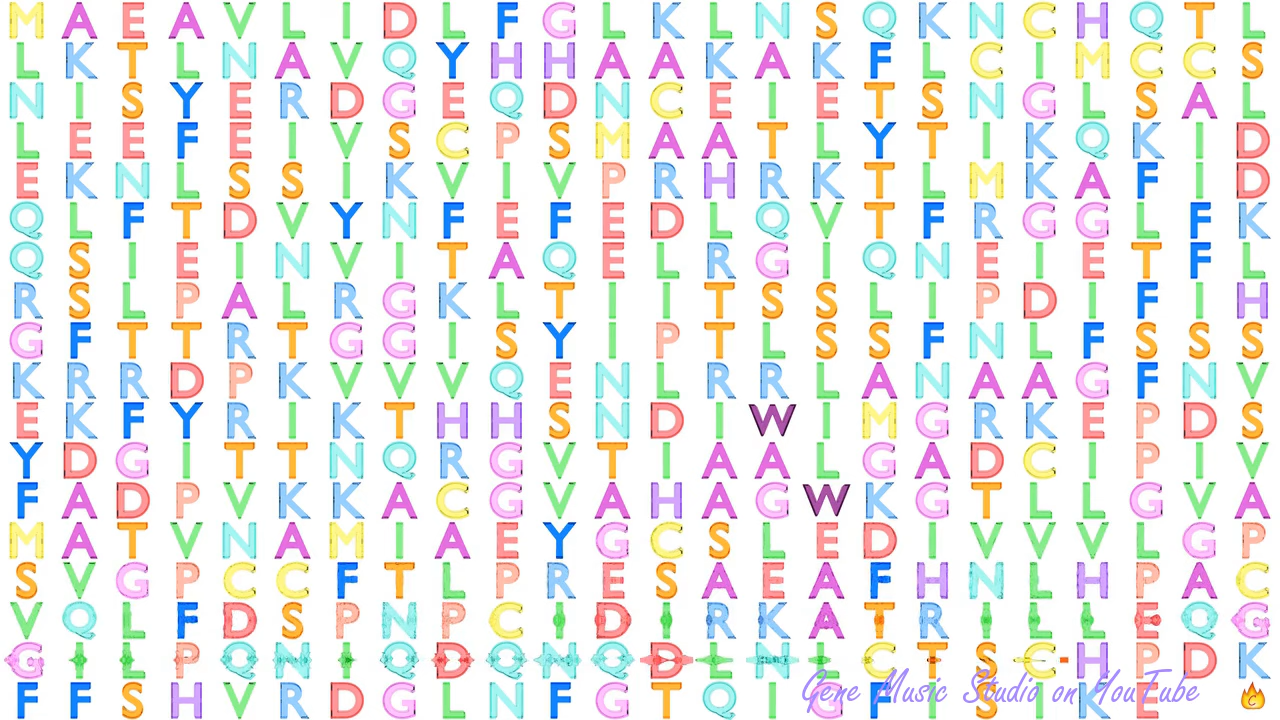 M A E A V L I D L F G L K L N S Q K N C H Q T L
L K T L N A V Q Y H H A A K A K F L C I M C C S
N I S Y E R D G E Q D N C E I E T S N G L S A L
L E E F E I V S C P S M A A T L Y T I K Q K I D
E K N L S S I K V I V P R H R K T L M K A F I D
Q L F T D V Y N F E F E D L Q V T F R G G L F K
Q S I E I N V I T A Q E L R G I Q N E I E T F L
R S L P A L R G K L T I T S S L I P D I F I H
G F T T R T G G I S Y I P T L S S F N L F S S S
K R R D P K V V V Q E N L R R L A N A A G F N V
E K F Y R I K T H H S N D I W I M G R K E P D S
Y D G I T T N Q R G V T I A A L G A D C I P I V
F A D P V K K A C G V A H A G W K G T L L G V A
M A T V N A M I A E Y G C S L E D I V V V L G P
S V G P C C F T L P R E S A E A F H N L H P A C
V Q L F D S P N P C I D I R K A T R I L L E Q G
G I L P Q N I Q D Q N Q D L N L C T S C H P D K
F F S H V R D G L N F G T Q I G F I S I K E
Gene Music Studio on YouTube